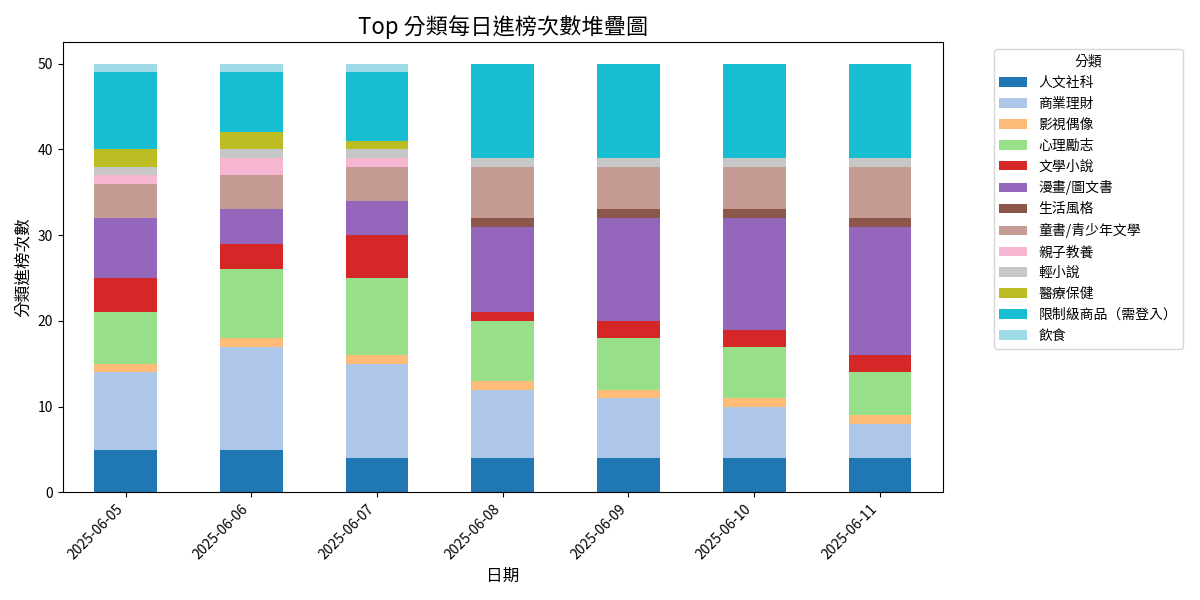 Top 分類每日進榜次數堆疊圖
分類進榜次數
50
40
30
20
10
0
2025-06-05
2025-06-06
2025-06-07
2025-06-08
2025-06-09
2025-06-10
2025-06-11
日期
分類
人文社科
商業理財
影視偶像
心理勵志
文學小說
漫畫/圖文書
生活風格
童書/青少年文學
親子教養
輕小說
醫療保健
限制級商品（需登入）
飲食